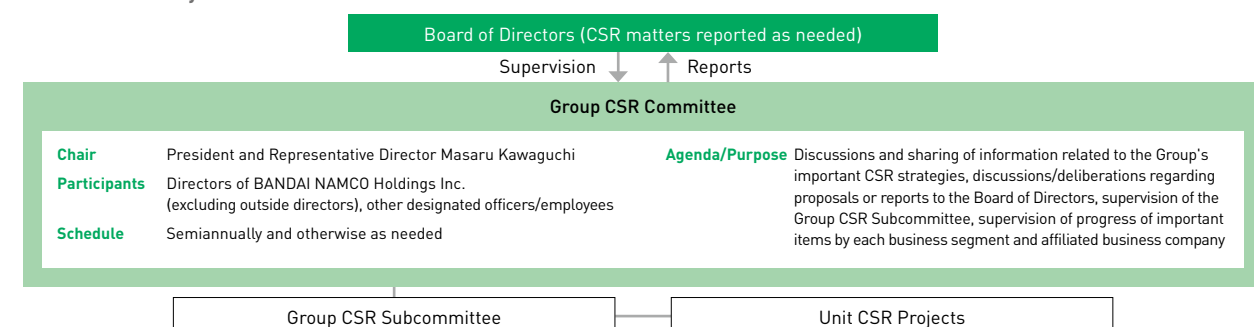 Board of Directors (CSR matters reported as needed)
Supervision
Reports
Group CSR Committee
Chair President and Representative Director Masaru Kawaguchi
Participants Directors of BANDAI NAMCO Holdings Inc.
(excluding outside directors), other designated officers/employees
Schedule Semiannually and otherwise as needed
Agenda/Purpose Discussions and sharing of information related to the Group's
important CSR strategies, discussions/deliberations regarding
proposals or reports to the Board of Directors, supervision of the
Group CSR Subcommittee, supervision of progress of important
items by each business segment and affiliated business company
Group CSR Subcommittee
Unit CSR Projects